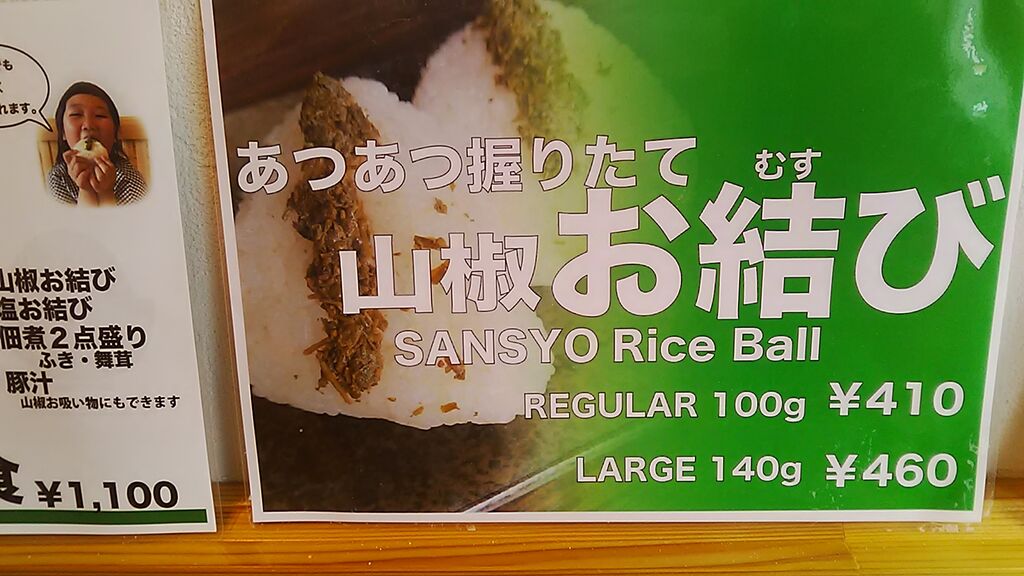 も
く
れます。
山椒お結び
塩お結び
佃煮2点盛り
ふき・舞茸
豚汁
山椒お吸い物にもできます
食 ¥1,100
あつあつ握りたて
むす
山椒お結び
SANSYO Rice Ball
REGULAR 100g ¥410
LARGE 140g ¥460